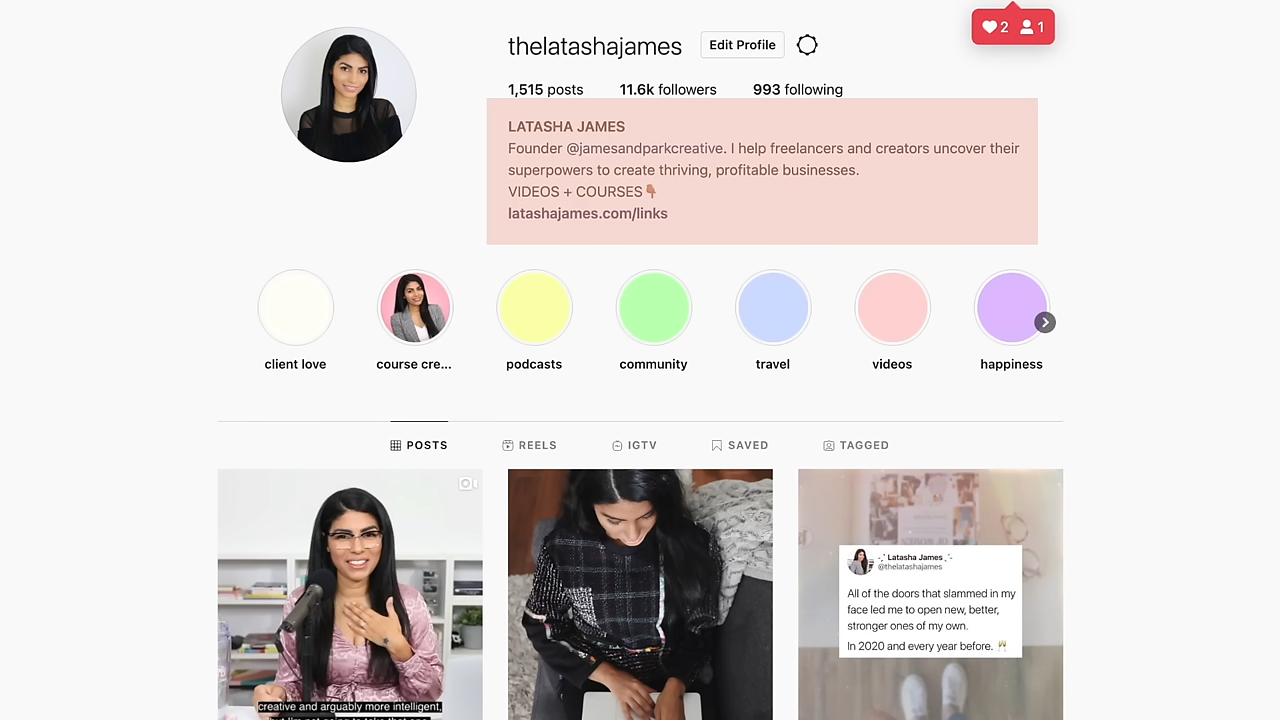 2 1
thelatashajames Edit Profile
1,515 posts 11.6k followers 993 following
LATASHA JAMES
Founder @jamesandparkcreative. I help freelancers and creators uncover their
superpowers to create thriving, profitable businesses.
VIDEOS + COURSES👇🏽
latashajames.com/links
client love course cre... podcasts community travel videos happiness
POSTS REELS IGTV SAVED TAGGED
Latasha James
@thelatashajames
All of the doors that slammed in my
face led me to open new, better,
stronger ones of my own.
In 2020 and every year before. 🥂
creative and arguably more intelligent,